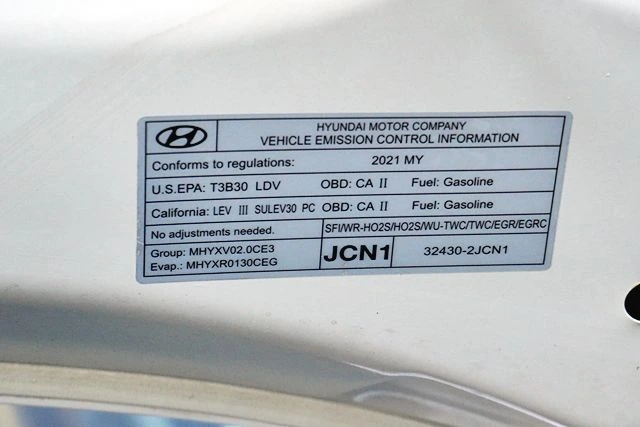 HYUNDAI MOTOR COMPANY
VEHICLE EMISSION CONTROL INFORMATION
Conforms to regulations: 2021 MY
U.S.EPA: T3B30 LDV OBD: CA II Fuel: Gasoline
California: LEV III SULEV30 PC OBD: CA II Fuel: Gasoline
No adjustments needed. SFI/WR-HO2S/HO2S/WU-TWC/TWC/EGR/EGRC
Group: MHYXV02.0CE3
Evap.: MHYXR0130CEG
JCN1 32430-2JCN1